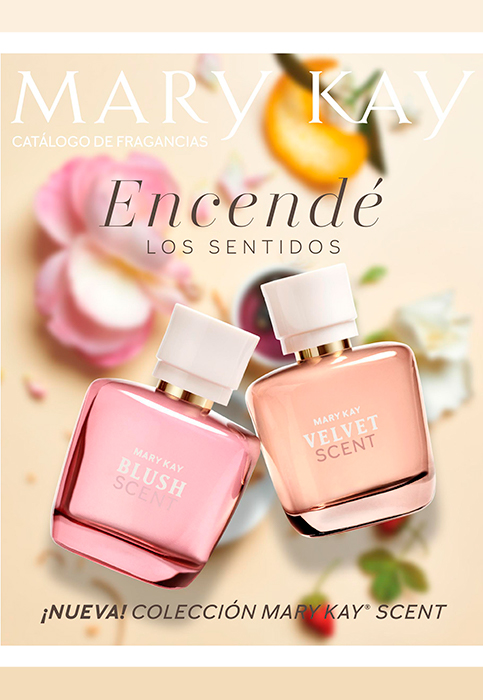 MARY KAY
CATÁLOGO DE FRAGANCIAS
Encendé
LOS SENTIDOS
MARY KAY
BLUSH
SCENT
MARY KAY
VELVET
SCENT
¡NUEVA! COLECCIÓN MARY KAY® SCENT